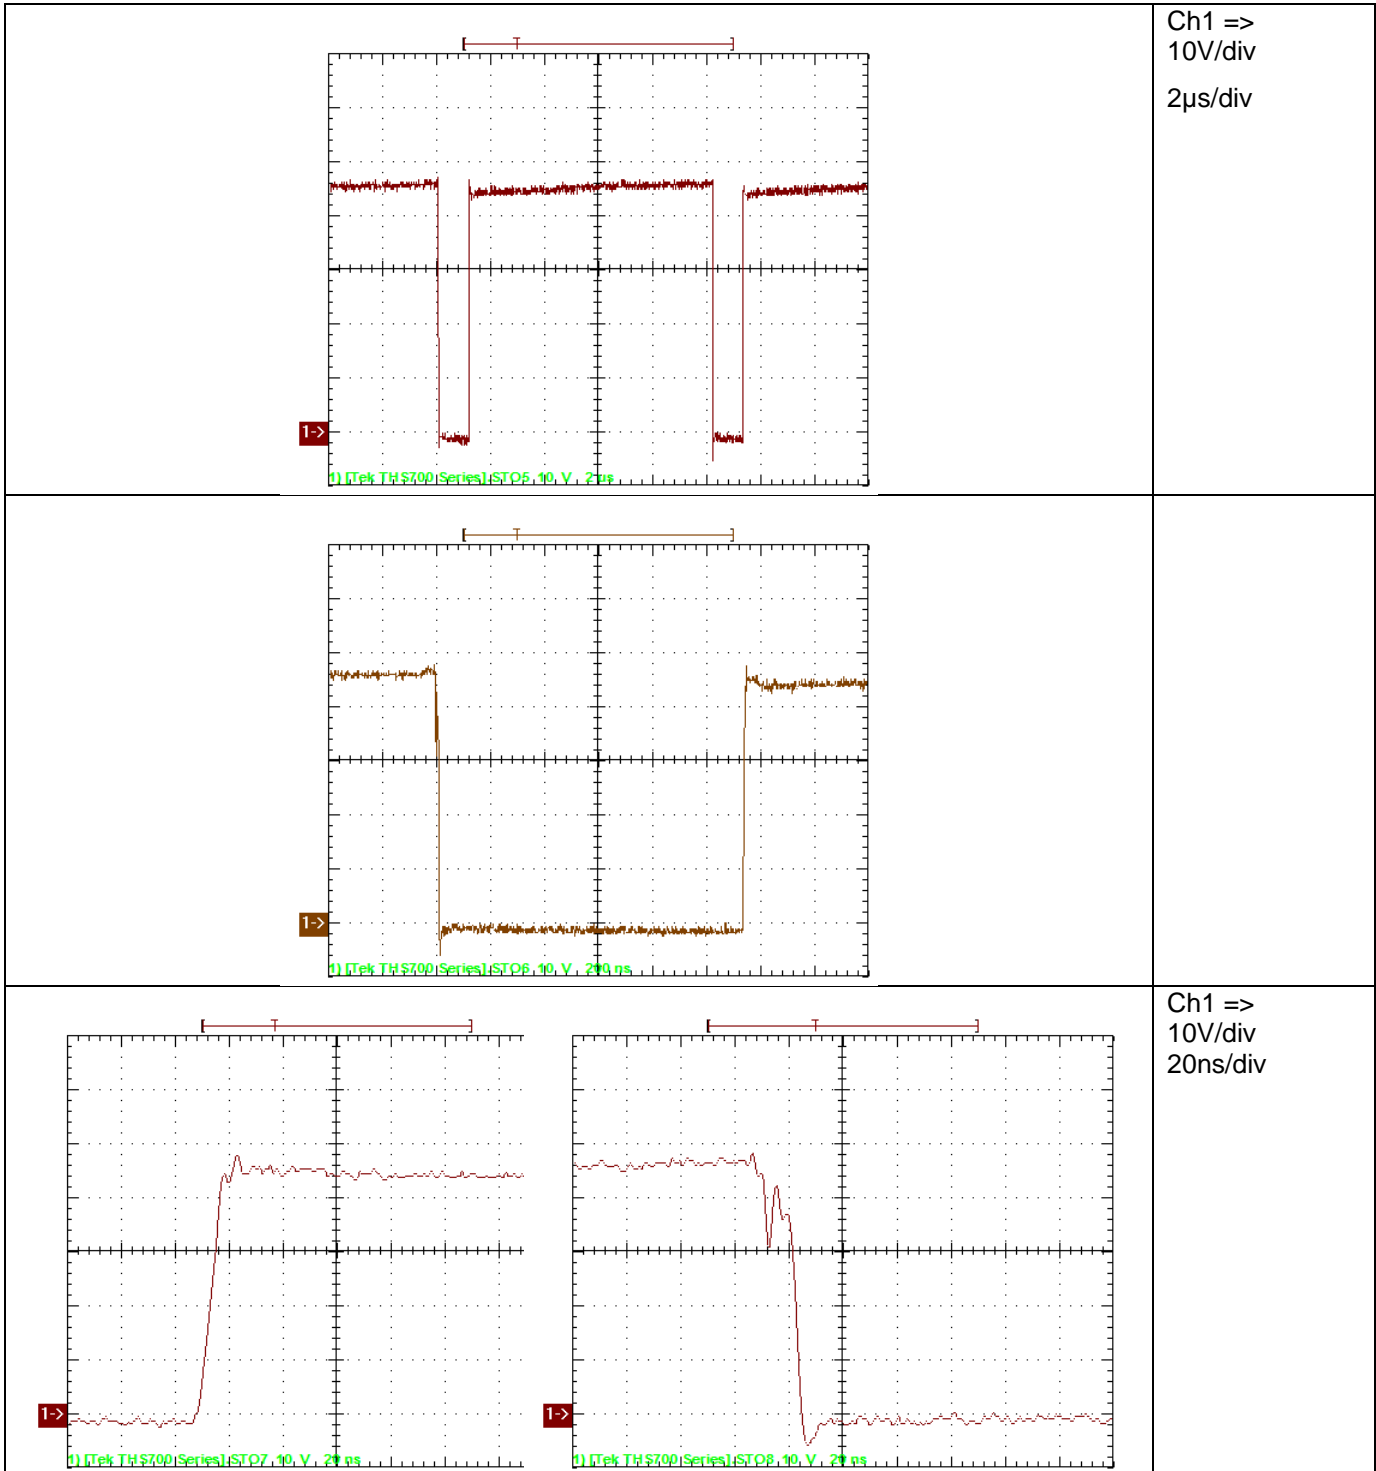 Ch1 =>
10V/div
2µs/div
1->
1) [Tek THS700 Series].STO5 10 V 2 us
1->
1) [Tek THS700 Series].STO6 10 V 200 ns
Ch1 =>
10V/div
20ns/div
1->
1) [Tek THS700 Series].STO7 10 V 20 ns
1->
1) [Tek THS700 Series].STO8 10 V 20 ns